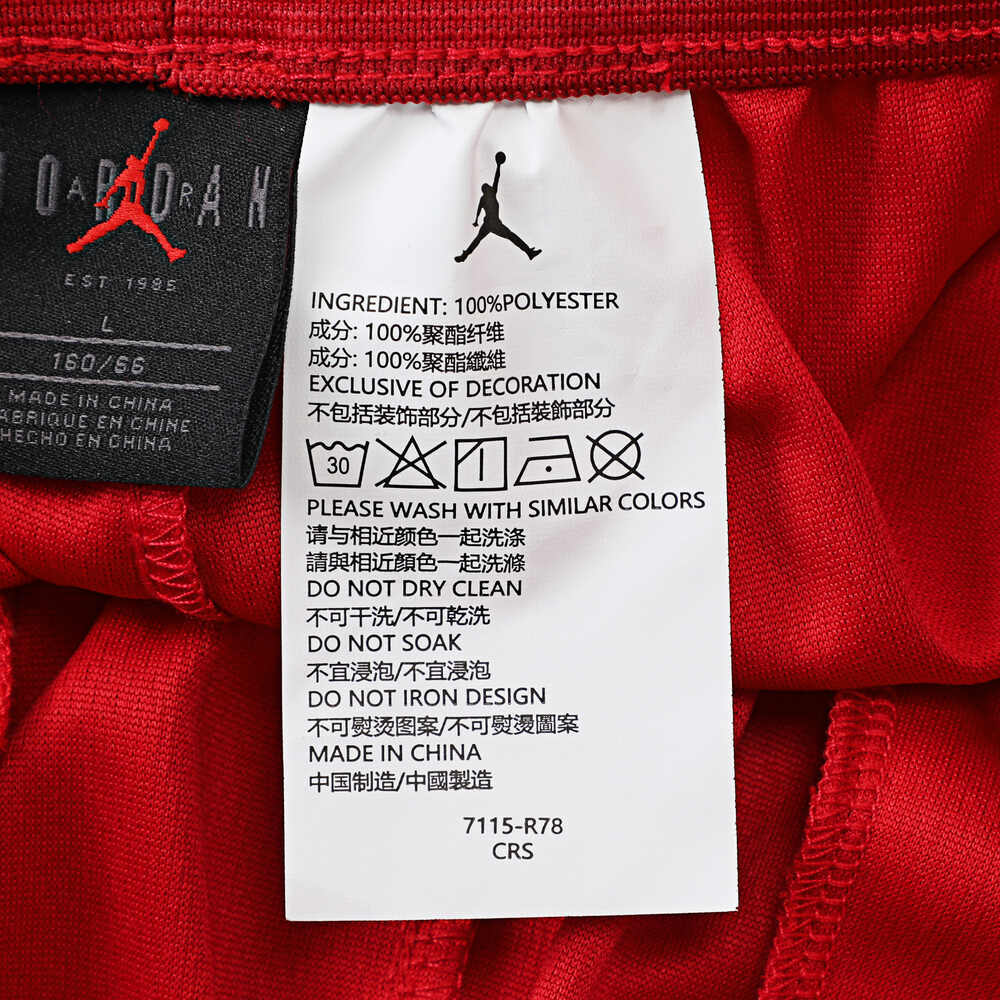 JORDAN
AIR
EST 1985
L
160/66
MADE IN CHINA
FABRIQUE EN CHINE
HECHO EN CHINA
INGREDIENT: 100%POLYESTER
成分: 100%聚酯纤维
成分: 100%聚酯纖維
EXCLUSIVE OF DECORATION
不包括装饰部分/不包括裝飾部分
30
PLEASE WASH WITH SIMILAR COLORS
请与相近颜色一起洗涤
請與相近顏色一起洗滌
DO NOT DRY CLEAN
不可干洗/不可乾洗
DO NOT SOAK
不宜浸泡/不宜浸泡
DO NOT IRON DESIGN
不可熨烫图案/不可熨燙圖案
MADE IN CHINA
中国制造/中國製造
7115-R78
CRS